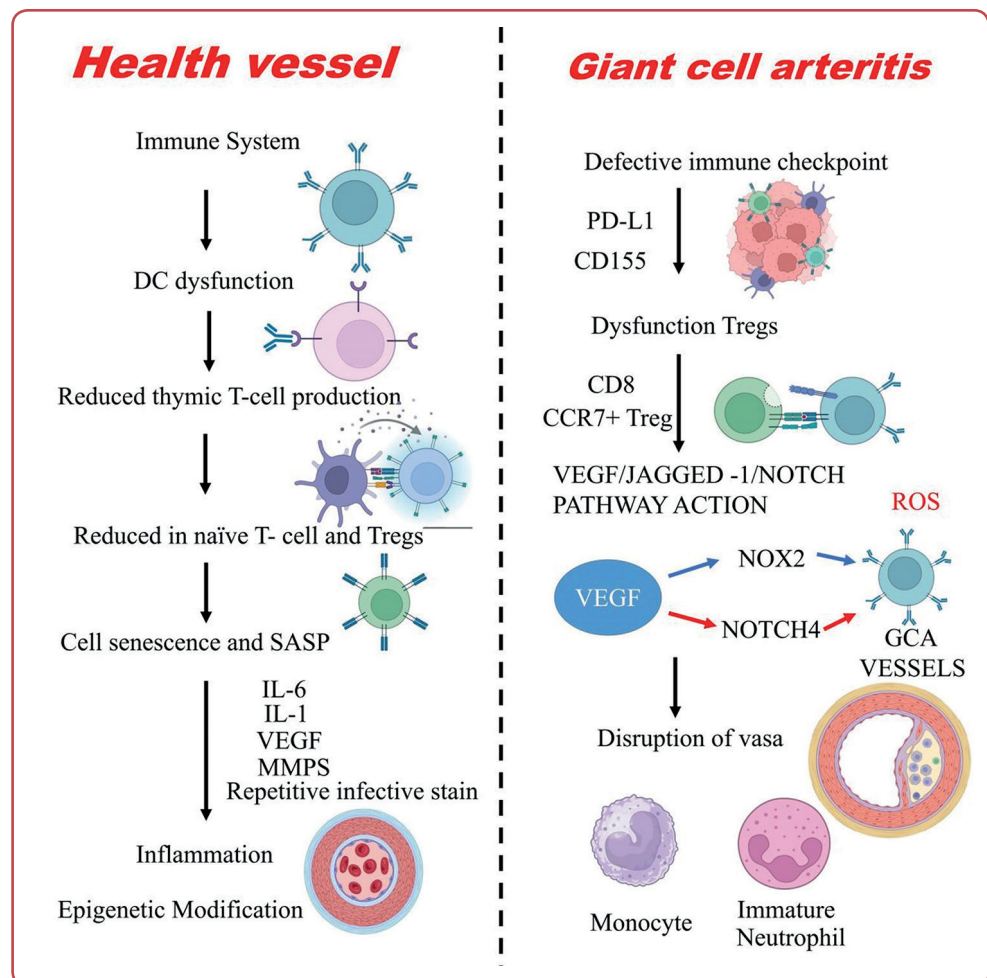 Health vessel
Immune System
DC dysfunction
Reduced thymic T-cell production
Reduced in naïve T- cell and Tregs
Cell senescence and SASP
IL-6
IL-1
VEGF
MMPS
Repetitive infective stain
Inflammation
Epigenetic Modification
Giant cell arteritis
Defective immune checkpoint
PD-L1
CD155
Dysfunction Tregs
CD8
CCR7+ Treg
VEGF/JAGGED -1/NOTCH
PATHWAY ACTION
ROS
NOX2
VEGF
NOTCH4
GCA
VESSELS
Disruption of vasa
Monocyte
Immature
Neutrophil